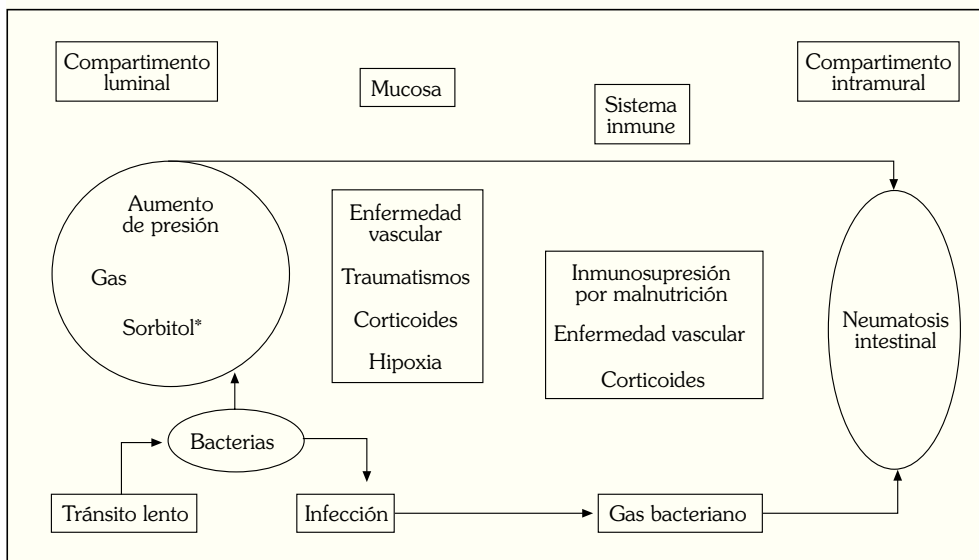 Compartimento
luminal
Mucosa
Sistema
inmune
Compartimento
intramural
Aumento
de presión
Gas
Sorbitol*
Enfermedad
vascular
Traumatismos
Corticoides
Hipoxia
Inmunosupresión
por malnutrición
Enfermedad vascular
Corticoides
Neumatosis
intestinal
Bacterias
Tránsito lento
Infección
Gas bacteriano